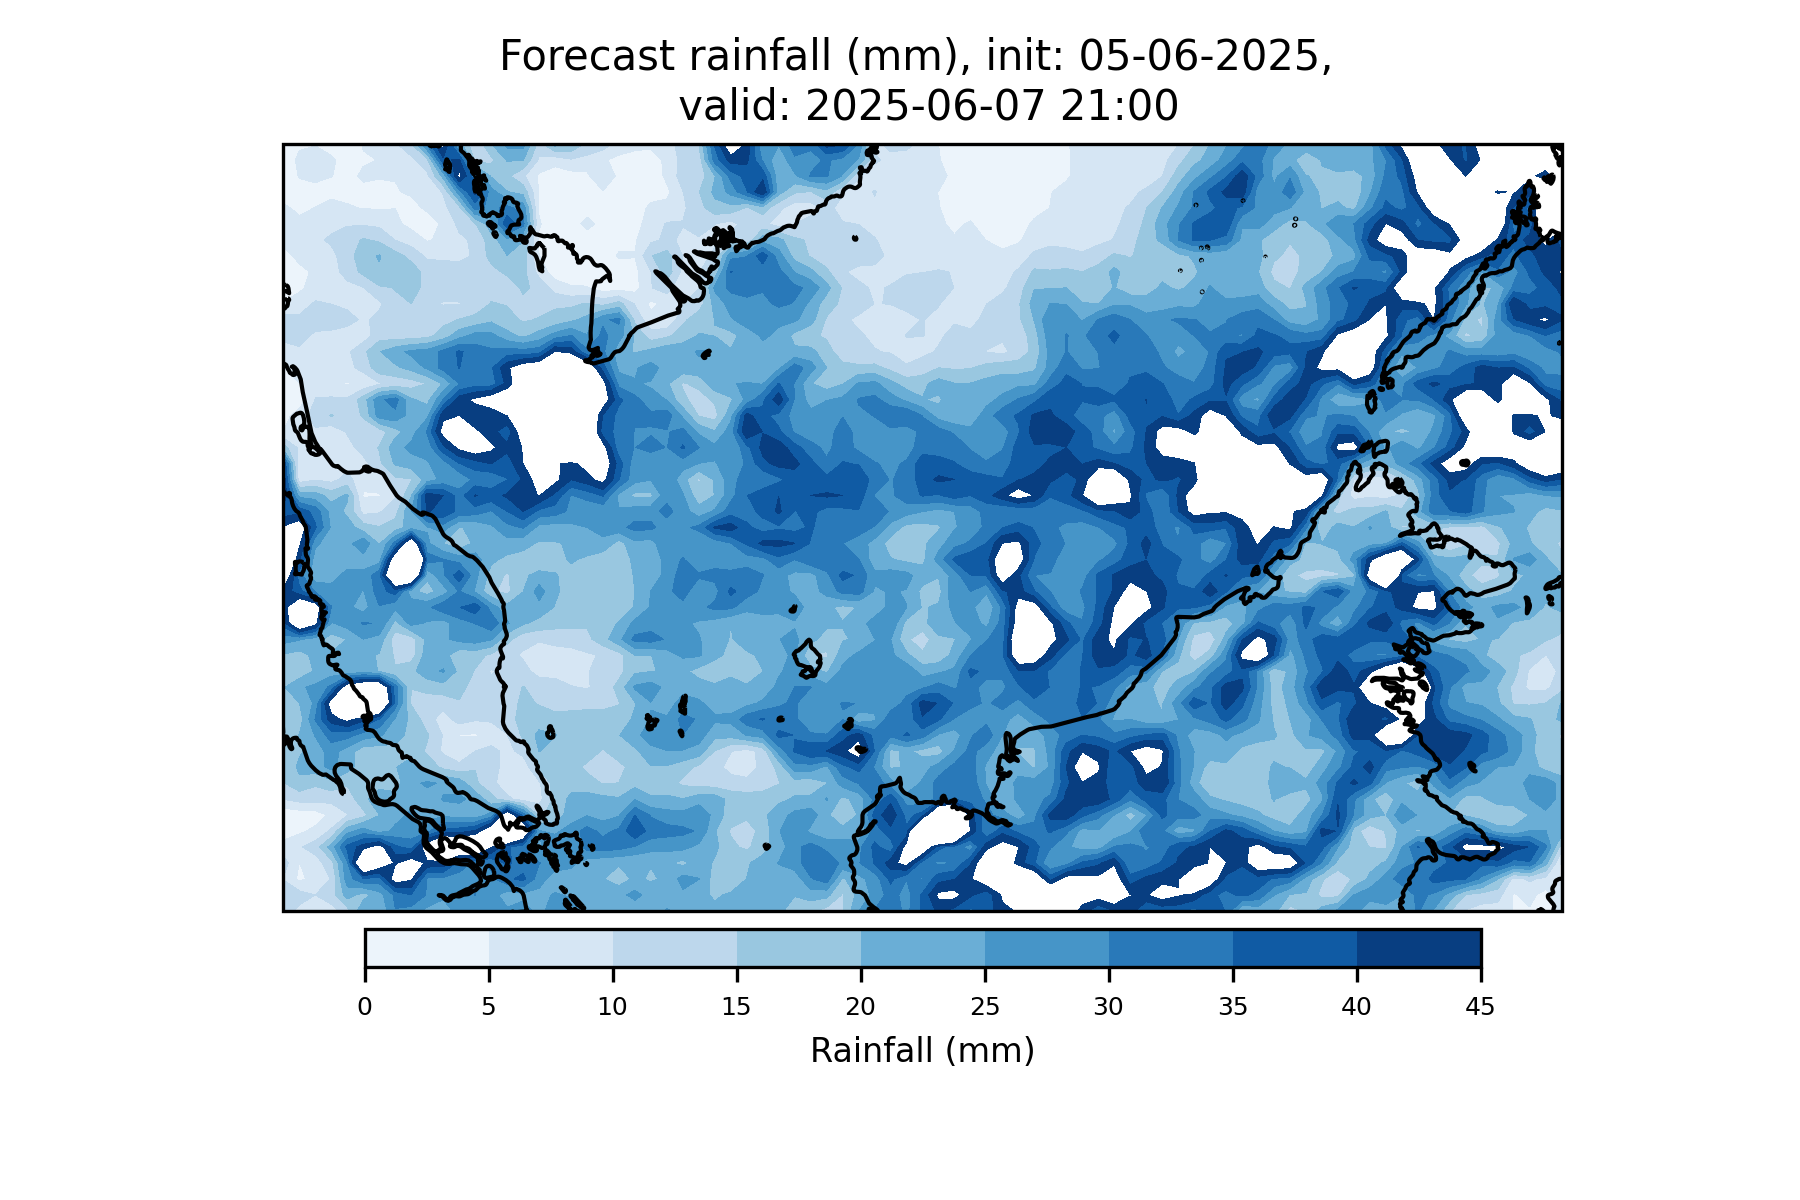 Forecast rainfall (mm), init: 05-06-2025,
valid: 2025-06-07 21:00
0 5 10 15 20 25 30 35 40 45
Rainfall (mm)